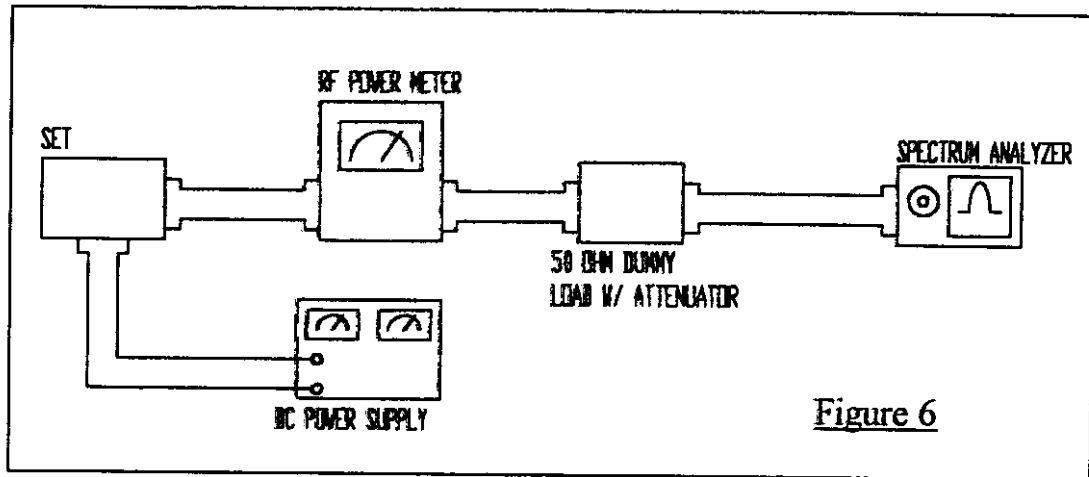 RF POWER METER
SET
SPECTRUM ANALYZER
50 OHM DUMMY
LOAD W/ ATTENUATOR
DC POWER SUPPLY
Figure 6